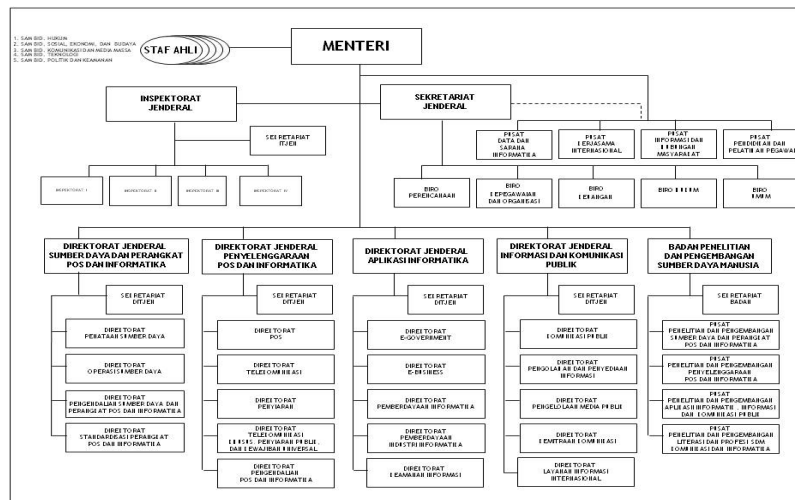 1. SAM BID. HUKUM
2. SAM BID. SOSIAL, EKONOMI, DAN BUDAYA
3. SAM BID. KOMUNIKASI DAN MEDIA MASSA
4. SAM BID. TEKNOLOGI
5. SAM BID. POLITIK DAN KEAMANAN
STAF AHLI
MENTERI
INSPEKTORAT
JENDERAL
SEKRETARIAT
JENDERAL
SEKRETARIAT
ITJEN
PUSAT
DATA DAN
SARANA
INFORMATIKA
PUSAT
KERJASAMA
INTERNASIONAL
PUSAT
INFORMASI DAN
HUBUNGAN
MASYARAKAT
PUSAT
PENDIDIKAN DAN
PELATIHAN PEGAWAI
INSPEKTORAT I
INSPEKTORAT II
INSPEKTORAT III
INSPEKTORAT IV
BIRO
PERENCANAAN
BIRO
KEPEGAWAIAN
DAN ORGANISASI
BIRO
KEUANGAN
BIRO HUKUM
BIRO
UMUM
DIREKTORAT JENDERAL
SUMBER DAYA DAN PERANGKAT
POS DAN INFORMATIKA
DIREKTORAT JENDERAL
PENYELENGGARAAN
POS DAN INFORMATIKA
DIREKTORAT JENDERAL
APLIKASI INFORMATIKA
DIREKTORAT JENDERAL
INFORMASI DAN KOMUNIKASI
PUBLIK
BADAN PENELITIAN
DAN PENGEMBANGAN
SUMBER DAYA MANUSIA
SEKRETARIAT
DITJEN
DIREKTORAT
PENATAAN SUMBER DAYA
DIREKTORAT
OPERASI SUMBER DAYA
DIREKTORAT
PENGENDALIAN SUMBER DAYA DAN
PERANGKAT POS DAN INFORMATIKA
DIREKTORAT
STANDARDISASI PERANGKAT
POS DAN INFORMATIKA
SEKRETARIAT
DITJEN
DIREKTORAT
POS
DIREKTORAT
TELEKOMUNIKASI
DIREKTORAT
PENYIARAN
DIREKTORAT
TELEKOMUNIKASI
KHUSUS, PENYIARAN PUBLIK,
DAN KEWAJIBAN UNIVERSAL
DIREKTORAT
PENGENDALIAN
POS DAN INFORMATIKA
SEKRETARIAT
DITJEN
DIREKTORAT
E-GOVERNMENT
DIREKTORAT
E-BUSINESS
DIREKTORAT
PEMBERDAYAAN INFORMATIKA
DIREKTORAT
PEMBERDAYAAN
INDUSTRI INFORMATIKA
DIREKTORAT
KEAMANAN INFORMASI
SEKRETARIAT
DITJEN
DIREKTORAT
KOMUNIKASI PUBLIK
DIREKTORAT
PENGOLAHAN DAN PENYEDIAAN
INFORMASI
DIREKTORAT
PENGELOLAAN MEDIA PUBLIK
DIREKTORAT
KEMITRAAN KOMUNIKASI
DIREKTORAT
LAYANAN INFORMASI
INTERNASIONAL
SEKRETARIAT
BADAN
PUSAT
PENELITIAN DAN PENGEMBANGAN
SUMBER DAYA DAN PERANGKAT
POS DAN INFORMATIKA
PUSAT
PENELITIAN DAN PENGEMBANGAN
PENYELENGGARAAN
POS DAN INFORMATIKA
PUSAT
PENELITIAN DAN PENGEMBANGAN
APLIKASI INFORMATIKA, INFORMASI
DAN KOMUNIKASI PUBLIK
PUSAT
PENELITIAN DAN PENGEMBANGAN
LITERASI DAN PROFESI SDM
KOMUNIKASI DAN INFORMATIKA